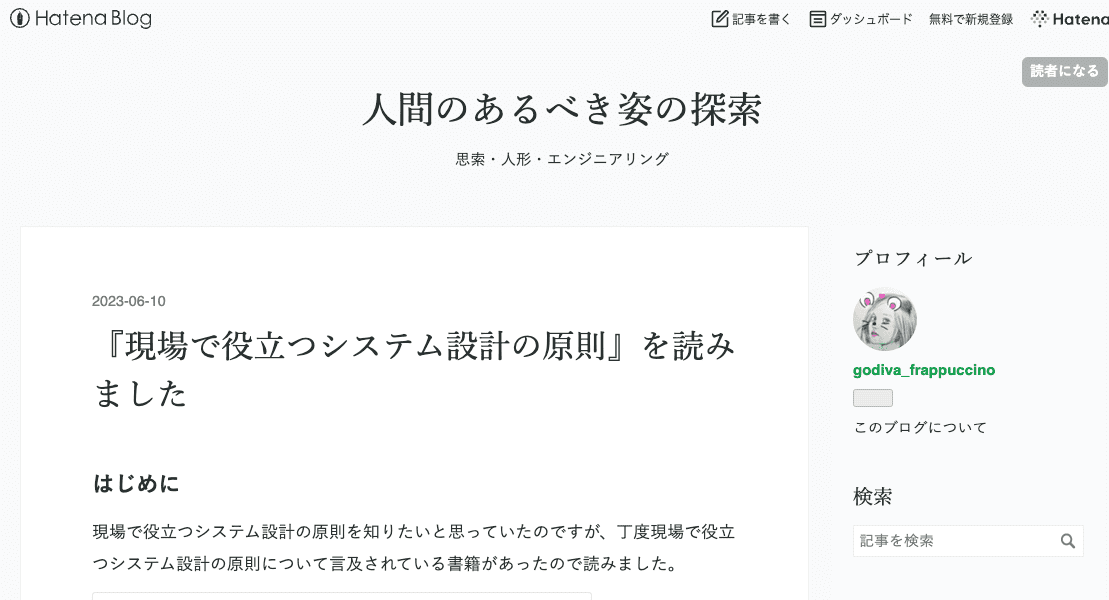 Hatena Blog
記事を書く ダッシュボード 無料で新規登録 Hatena
読者になる
人間のあるべき姿の探索
思索・人形・エンジニアリング
2023-06-10
『現場で役立つシステム設計の原則』を読み
ました
はじめに
現場で役立つシステム設計の原則を知りたいと思っていたのですが、丁度現場で役立
つシステム設計の原則について言及されている書籍があったので読みました。
プロフィール
godiva_frappuccino
このブログについて
検索
記事を検索